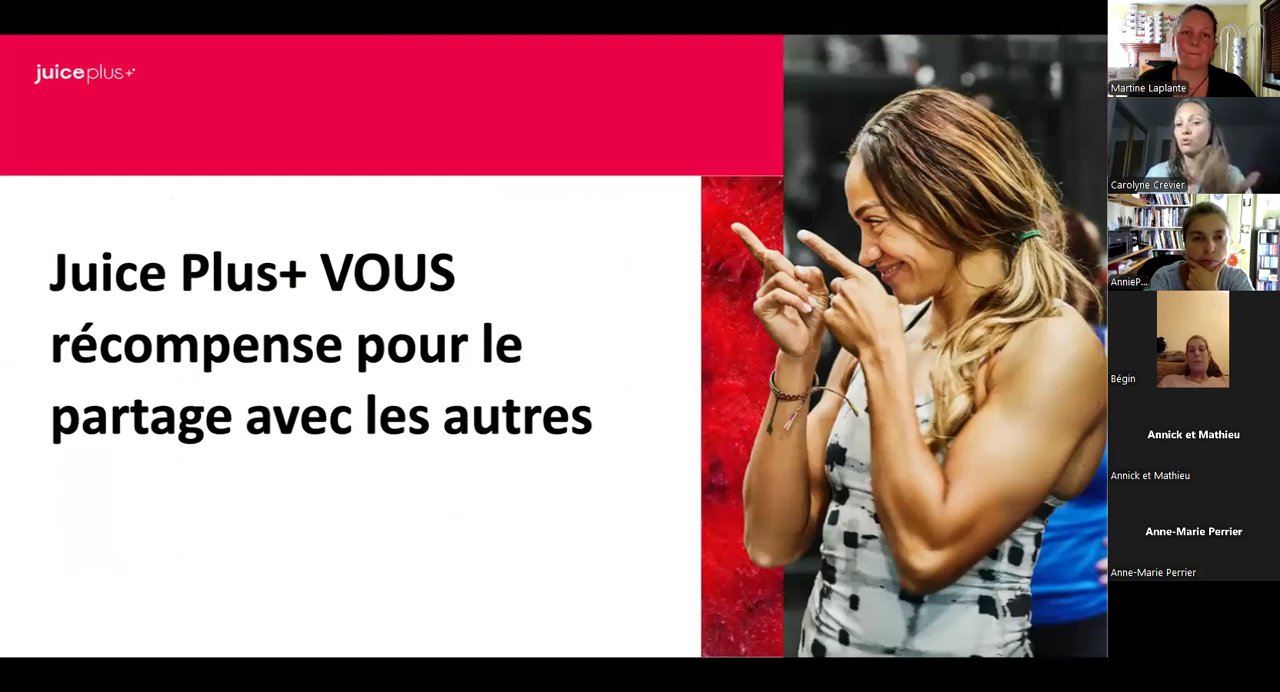 juiceplus+
Juice Plus+ VOUS
récompense pour le
partage avec les autres
Martine Laplante
Carolyne Crevier
AnnieP...
Bégin
Annick et Mathieu
Annick et Mathieu
Anne-Marie Perrier
Anne-Marie Perrier